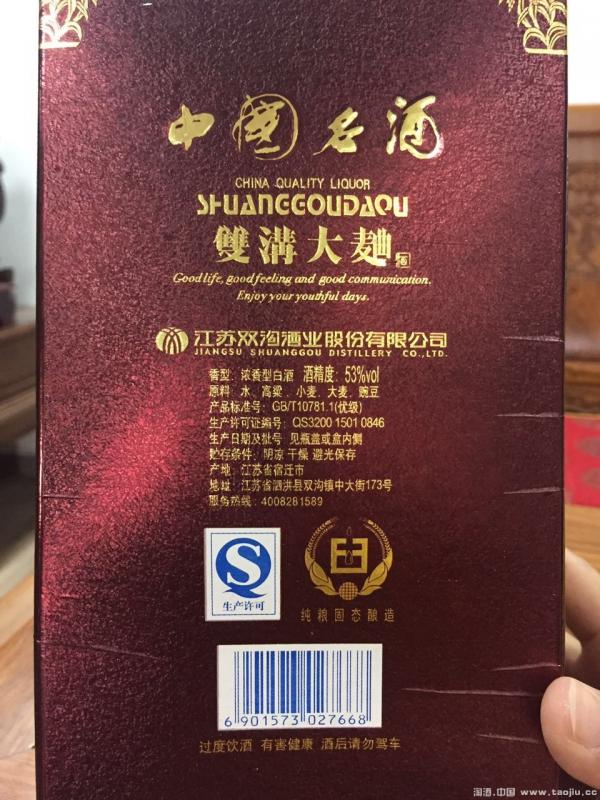 中國名酒
CHINA QUALITY LIQUOR
SHUANGGOUDAQU
雙溝大麯
Good life, good feeling and good communication.
Enjoy your youthful days.
江苏双沟酒业股份有限公司
JIANGSU SHUANGGOU DISTILLERY CO.,LTD.
香型：浓香型白酒 酒精度：53%vol
原料：水、高粱、小麦、大麦、豌豆
产品标准号：GB/T10781.1(优级)
生产许可证编号：QS3200 1501 0846
生产日期及批号 见瓶盖或盒内侧
贮存条件：阴凉 干燥 避光保存
产地：江苏省宿迁市
地址：江苏省泗洪县双沟镇中大街173号
服务热线：4008281589
生产许可
纯粮固态酿造
6 901573 027668
过度饮酒 有害健康 酒后请勿驾车
淘酒.中国 www.taojiu.cc